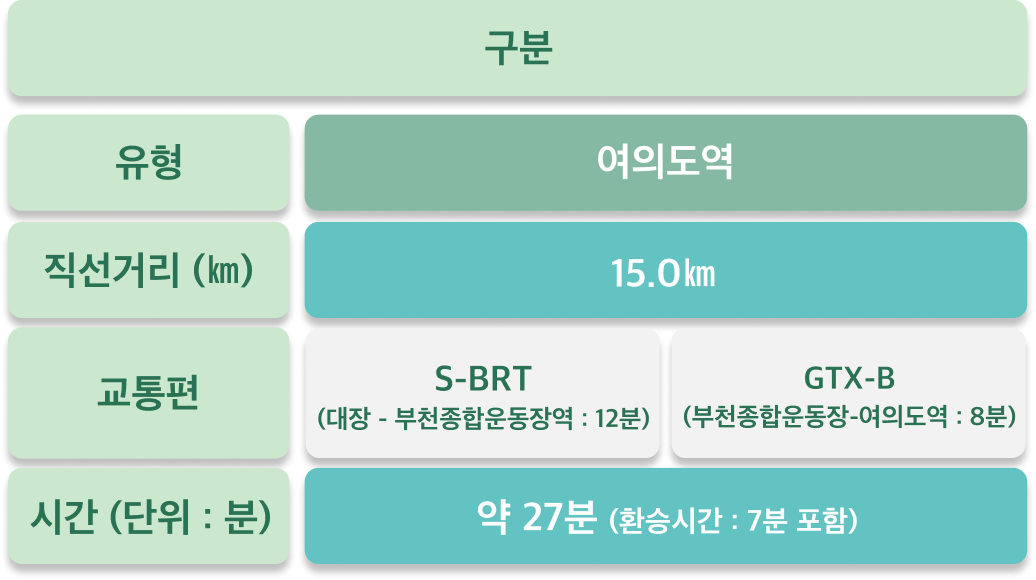 구분
유형
여의도역
직선거리 (㎞)
15.0㎞
교통편
S-BRT
(대장 - 부천종합운동장역 : 12분)
GTX-B
(부천종합운동장-여의도역 : 8분)
시간 (단위 : 분)
약 27분 (환승시간 : 7분 포함)